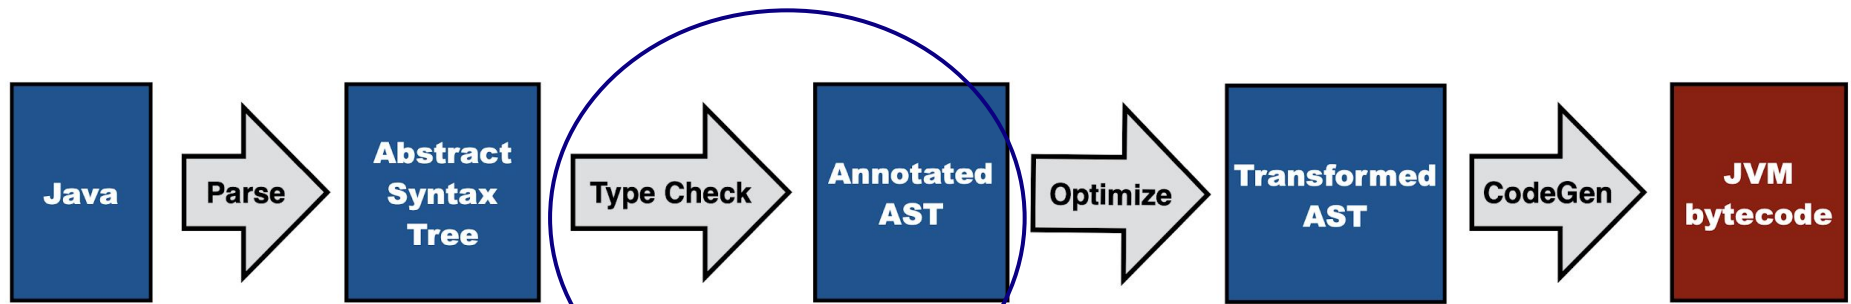 Java
Parse
Abstract
Syntax
Tree
Type Check
Annotated
AST
Optimize
Transformed
AST
CodeGen
JVM
bytecode